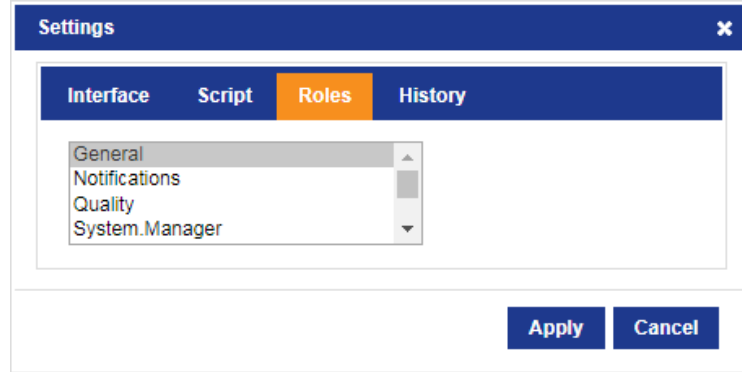 Settings
Interface Script Roles History
General
Notifications
Quality
System.Manager
Apply Cancel